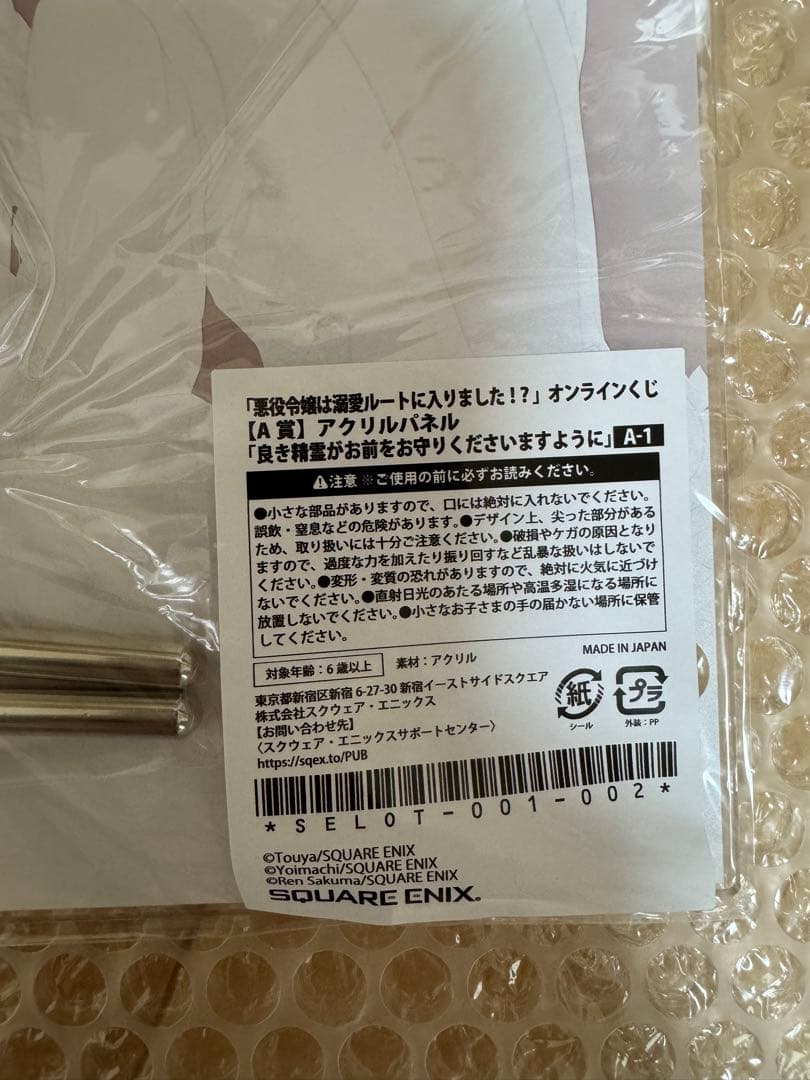 「悪役令嬢は溺愛ルートに入りました!?」オンラインくじ
【A賞】アクリルパネル
「良き精霊がお前をお守りくださいますように」 A-1
⚠注意 ※ご使用の前に必ずお読みください。
●小さな部品がありますので、口には絶対に入れないでください。
誤飲・窒息などの危険があります。●デザイン上、尖った部分がある
ため、取り扱いには十分ご注意ください。●破損やケガの原因となり
ますので、過度な力を加えたり振り回すなど乱暴な扱いはしないで
ください。●変形・変質の恐れがありますので、絶対に火気に近づけ
ないでください。●直射日光のあたる場所や高温多湿になる場所に
放置しないでください。●小さなお子さまの手の届かない場所に保管
してください。
MADE IN JAPAN
対象年齢:6歳以上 素材:アクリル
東京都新宿区新宿 6-27-30 新宿イーストサイドスクエア
株式会社スクウェア・エニックス
【お問い合わせ先】
〈スクウェア・エニックスサポートセンター〉
https://sqex.to/PUB
紙
シール
プラ
外装:PP
*SELOT-001-002*
©Touya/SQUARE ENIX
©Yoimachi/SQUARE ENIX
©Ren Sakuma/SQUARE ENIX
SQUARE ENIX.